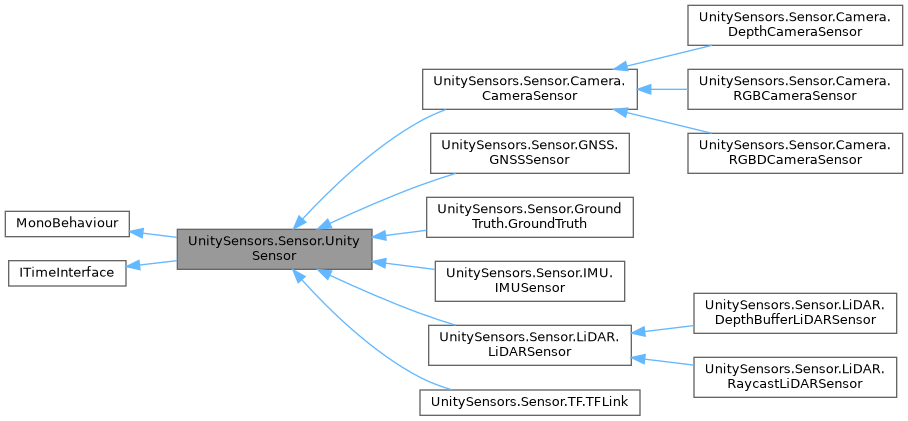 MonoBehaviour
ITimeInterface
UnitySensors.Sensor.Unity
Sensor
UnitySensors.Sensor.Camera.
CameraSensor
UnitySensors.Sensor.GNSS.
GNSSSensor
UnitySensors.Sensor.Ground
Truth.GroundTruth
UnitySensors.Sensor.IMU.
IMUSensor
UnitySensors.Sensor.LiDAR.
LiDARSensor
UnitySensors.Sensor.TF.TFLink
UnitySensors.Sensor.Camera.
DepthCameraSensor
UnitySensors.Sensor.Camera.
RGBCameraSensor
UnitySensors.Sensor.Camera.
RGBDCameraSensor
UnitySensors.Sensor.LiDAR.
DepthBufferLiDARSensor
UnitySensors.Sensor.LiDAR.
RaycastLiDARSensor